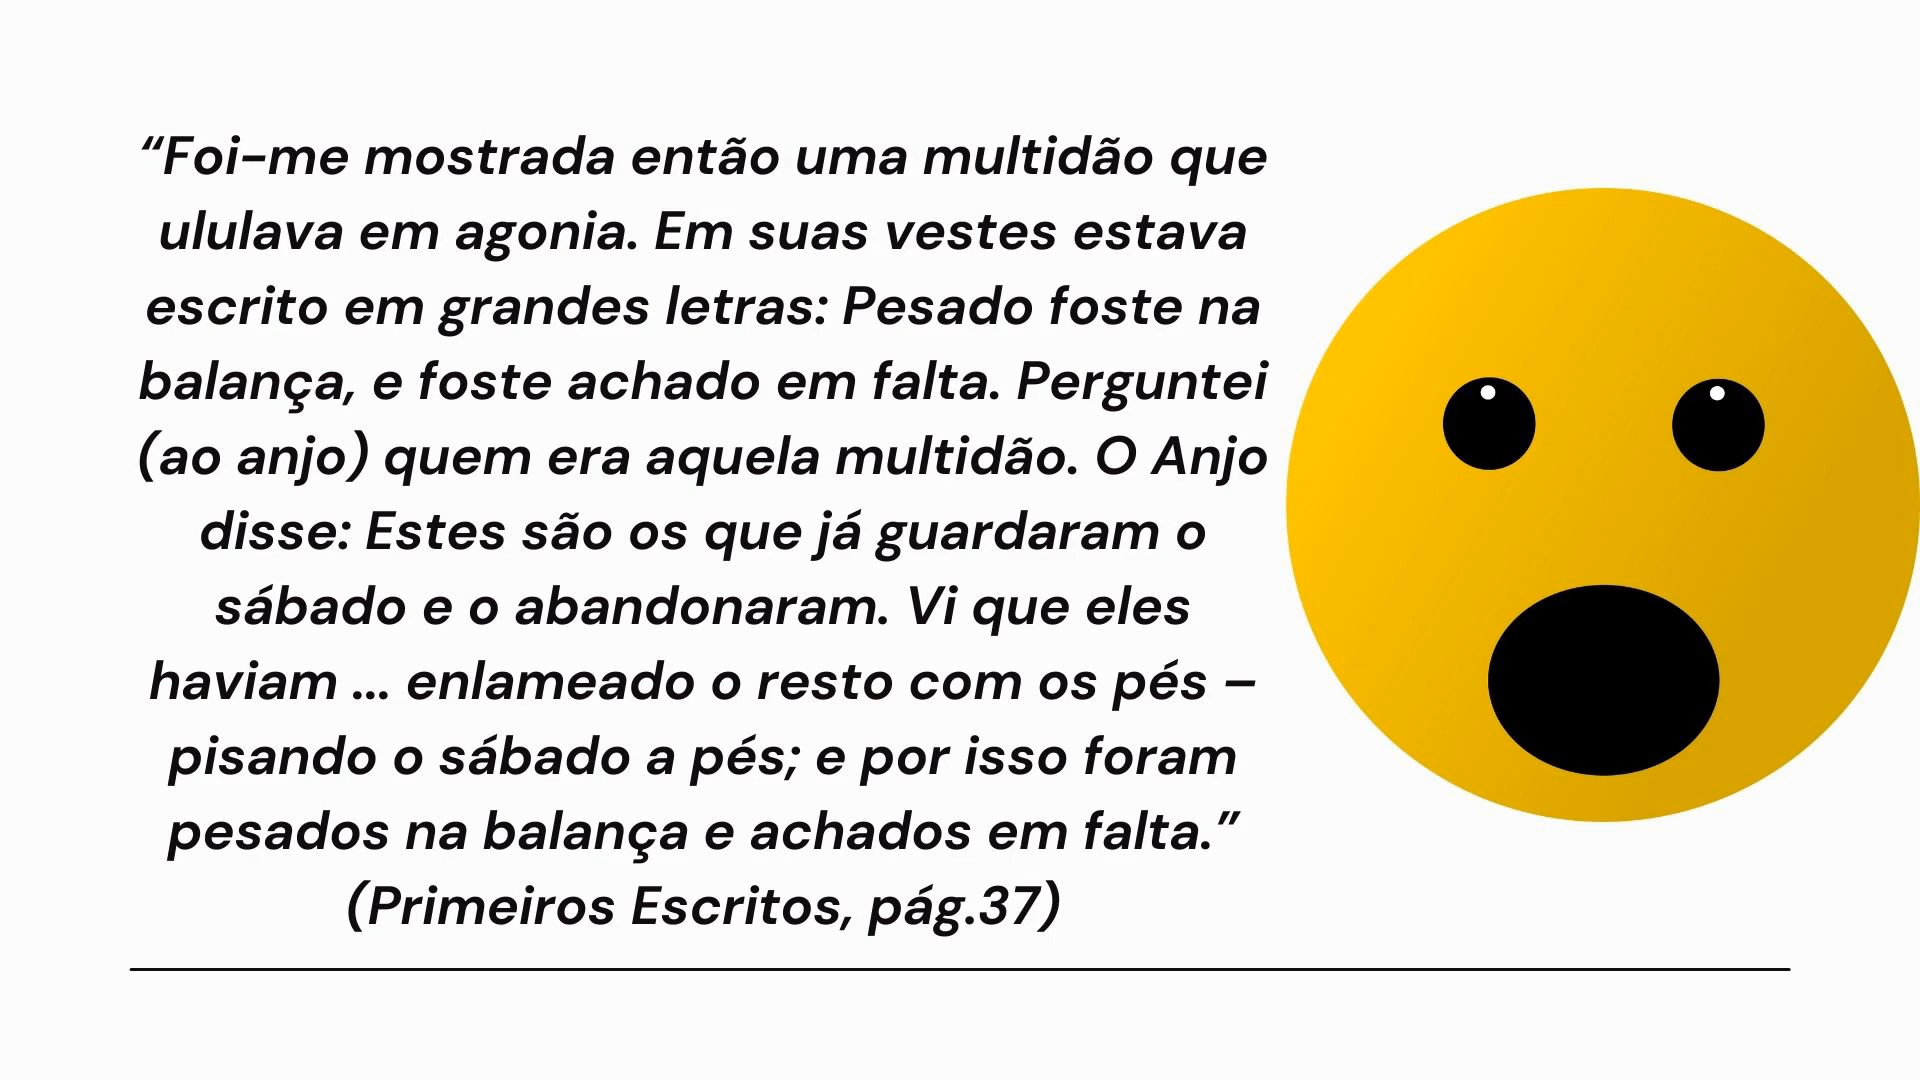 “Foi-me mostrada então uma multidão que
ululava em agonia. Em suas vestes estava
escrito em grandes letras: Pesado foste na
balança, e foste achado em falta. Perguntei
(ao anjo) quem era aquela multidão. O Anjo
disse: Estes são os que já guardaram o
sábado e o abandonaram. Vi que eles
haviam ... enlameado o resto com os pés –
pisando o sábado a pés; e por isso foram
pesados na balança e achados em falta.”
(Primeiros Escritos, pág.37)